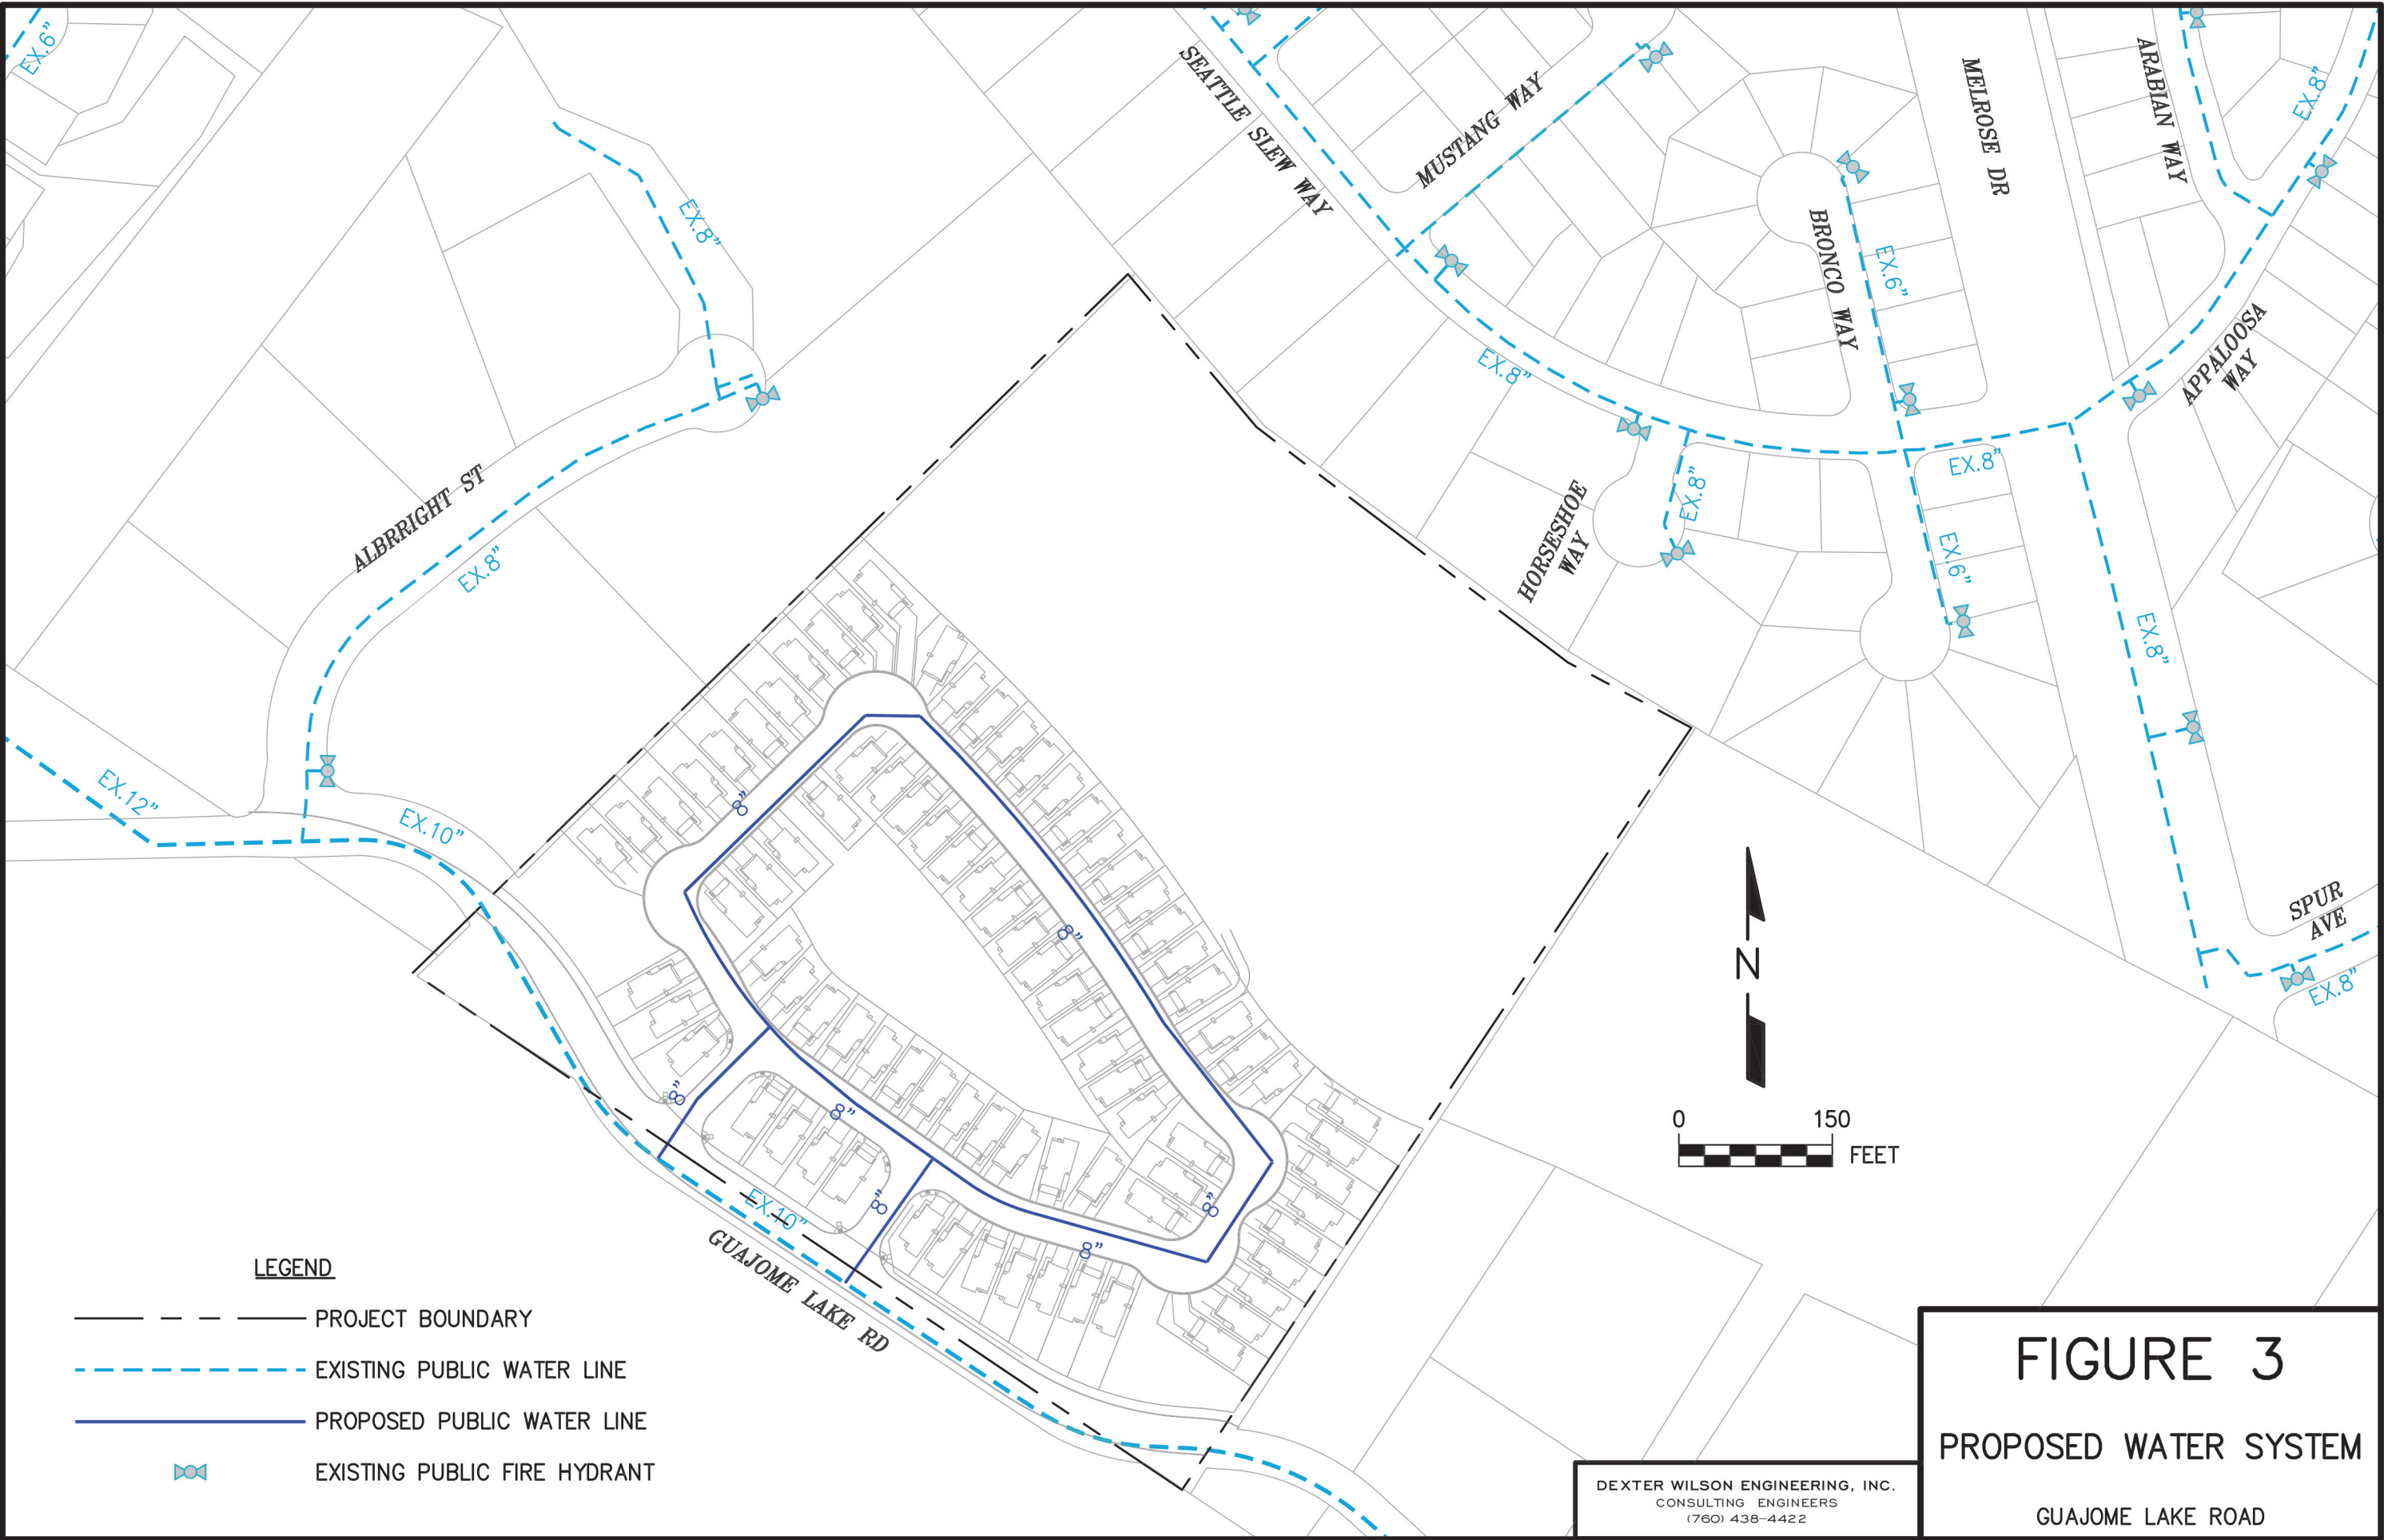 EX.6"
SEATTLE SLEW WAY
MUSTANG WAY
MELROSE DR
ARABIAN WAY
EX.8"
EX.8"
BRONCO WAY
EX.6"
APPALOOSA
WAY
EX.8"
ALBRRIGHT ST
EX.8"
HORSESHOE
WAY
EX.8"
EX.8"
EX.6"
EX.8"
EX.12"
EX.10"
8"
8"
SPUR
AVE
EX.8"
N
8"
8"
8"
8"
8"
EX.10"
GUAJOME LAKE RD
0 150
FEET
LEGEND
PROJECT BOUNDARY
EXISTING PUBLIC WATER LINE
PROPOSED PUBLIC WATER LINE
EXISTING PUBLIC FIRE HYDRANT
DEXTER WILSON ENGINEERING, INC.
CONSULTING ENGINEERS
(760) 438-4422
FIGURE 3
PROPOSED WATER SYSTEM
GUAJOME LAKE ROAD